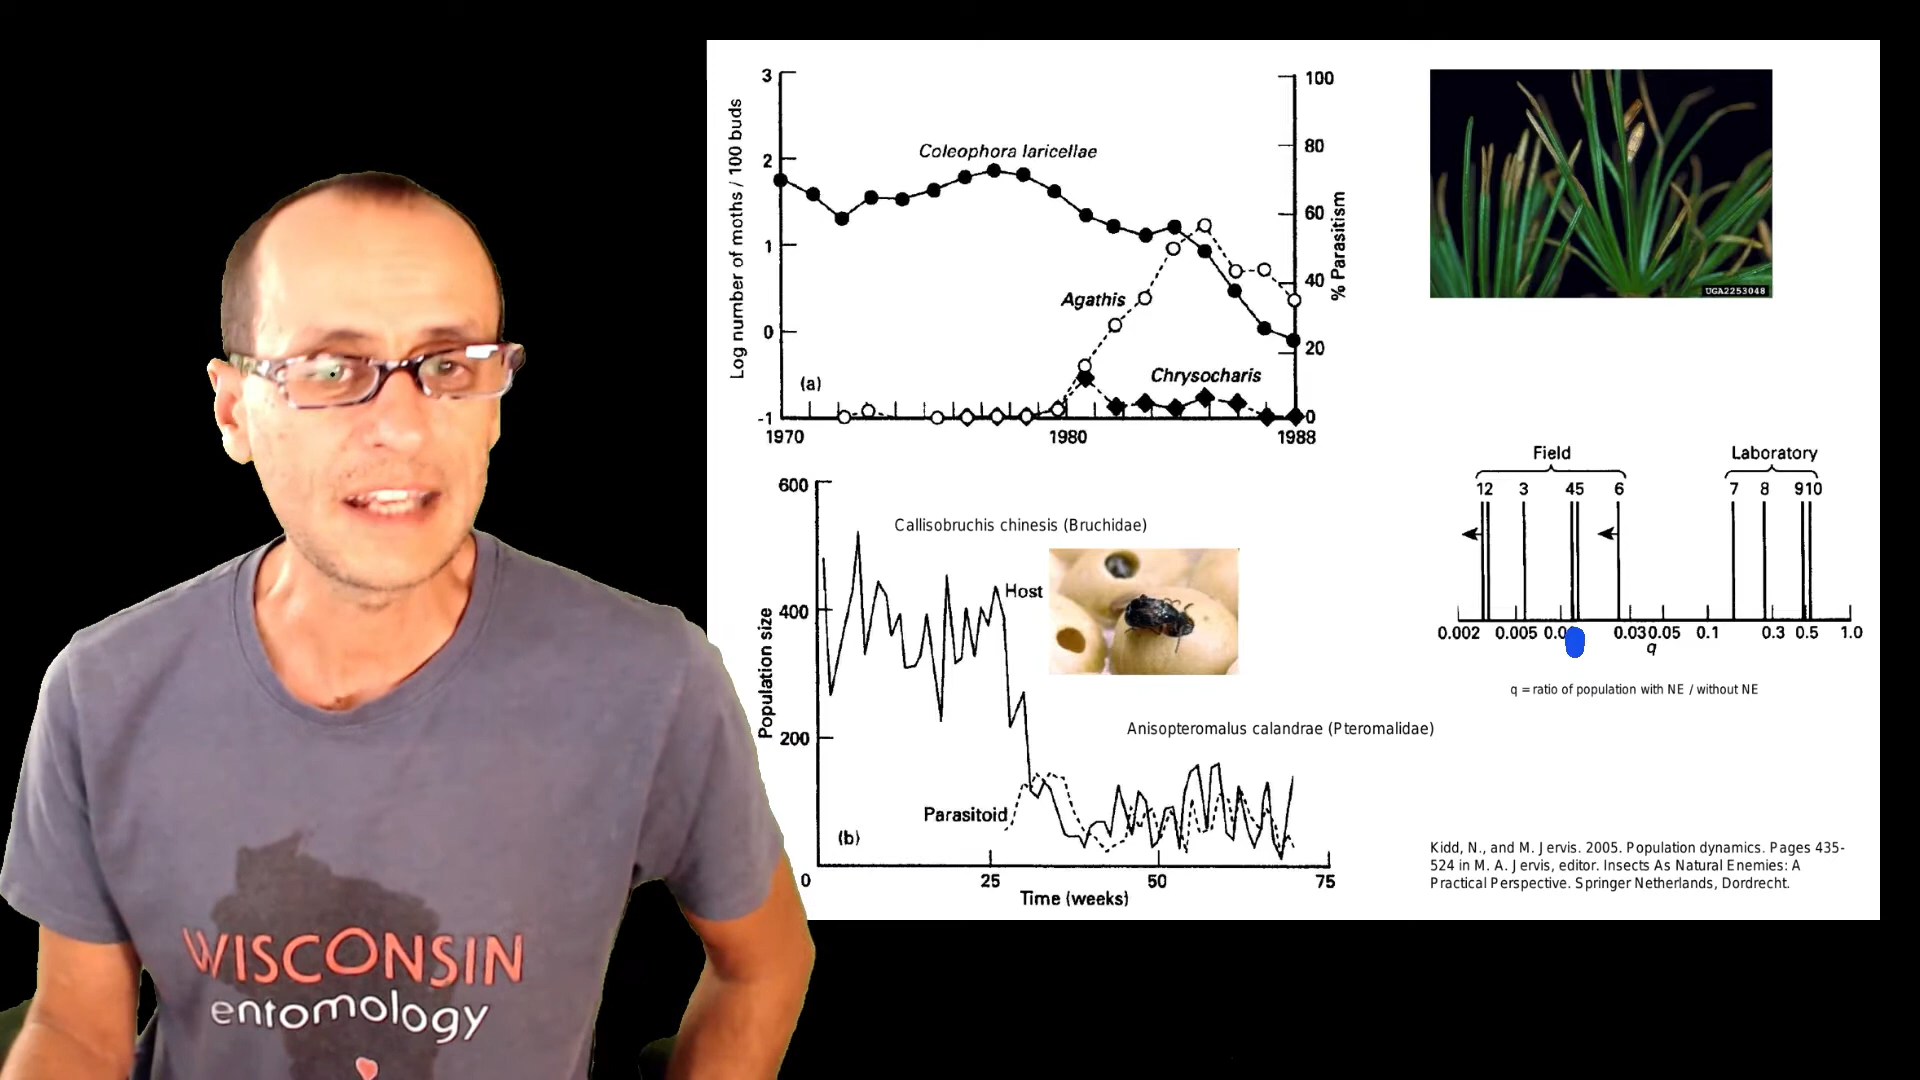 3
2
1
0
-1
Log number of moths / 100 buds
Coleophora laricellae
Agathis
Chrysocharis
(a)
1970
1980
1988
100
80
60
40
20
0
% Parasitism
UGA2253048
600
400
200
0
Population size
Callisobruchis chinesis (Bruchidae)
Host
Anisopteromalus calandrae (Pteromalidae)
Parasitoid
(b)
25
50
75
Time (weeks)
Field
Laboratory
12 3 45 6 7 8 910
0.002 0.005 0.030.05 0.1 0.3 0.5 1.0
q
q = ratio of population with NE / without NE
Kidd, N., and M. Jervis. 2005. Population dynamics. Pages 435-
524 in M. A. Jervis, editor. Insects As Natural Enemies: A
Practical Perspective. Springer Netherlands, Dordrecht.
WISCONSIN
entomology